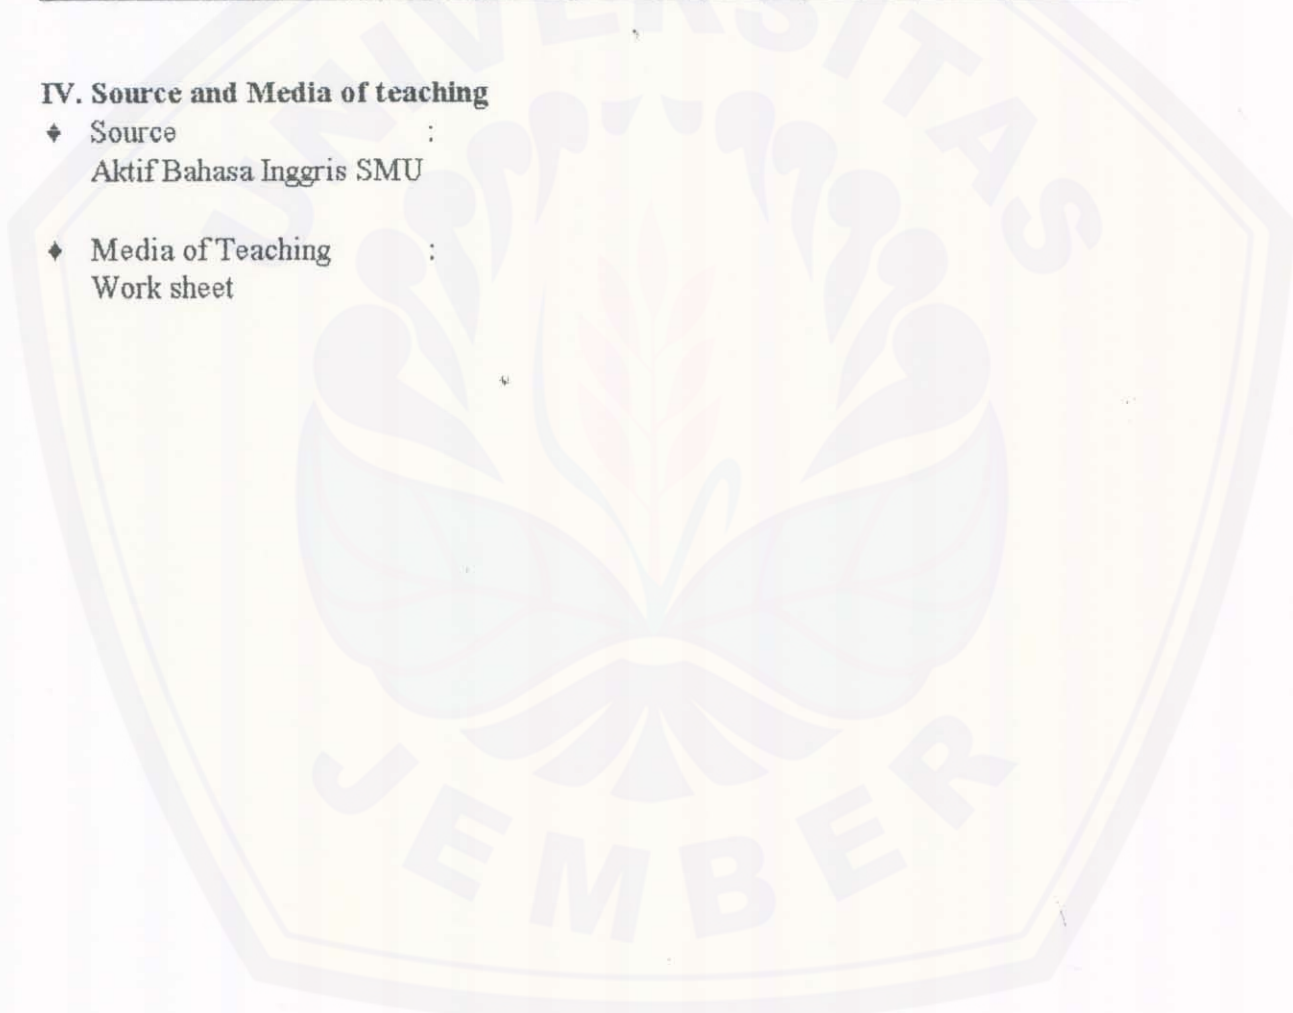 UNIVERSITAS
IV. Source and Media of teaching
♦ Source :
Aktif Bahasa Inggris SMU
♦ Media of Teaching :
Work sheet
JEMBER